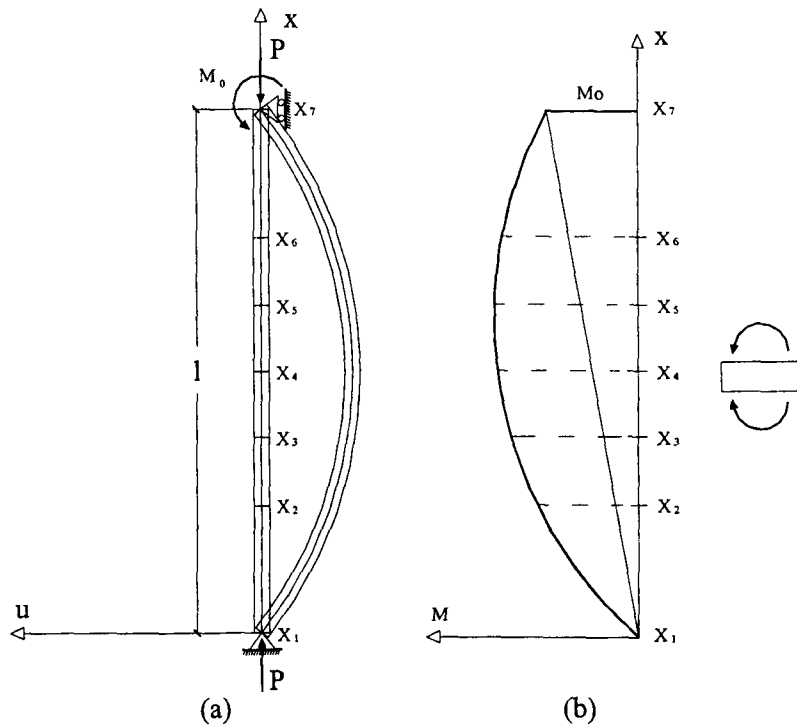 X
P
M₀
X₇
X₆
X₅
l
X₄
X₃
X₂
u
X₁
P
(a)
X
Mo
X₇
X₆
X₅
X₄
X₃
X₂
M
X₁
(b)